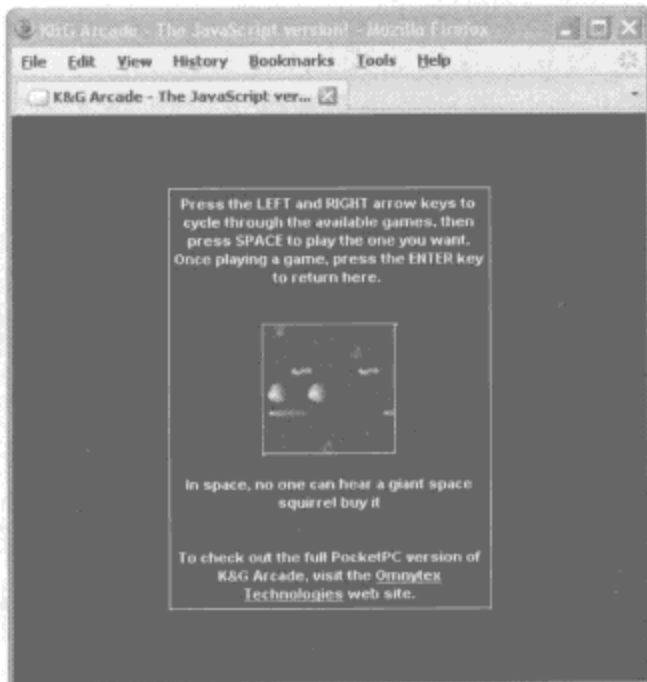 K&G Arcade - The JavaScript version! - Mozilla Firefox
File Edit View History Bookmarks Tools Help
K&G Arcade - The JavaScript ver...
Press the LEFT and RIGHT arrow keys to
cycle through the available games, then
press SPACE to play the one you want.
Once playing a game, press the ENTER key
to return here.
In space, no one can hear a giant space
squirrel buy it
To check out the full PocketPC version of
K&G Arcade, visit the Omnytex
Technologies web site.